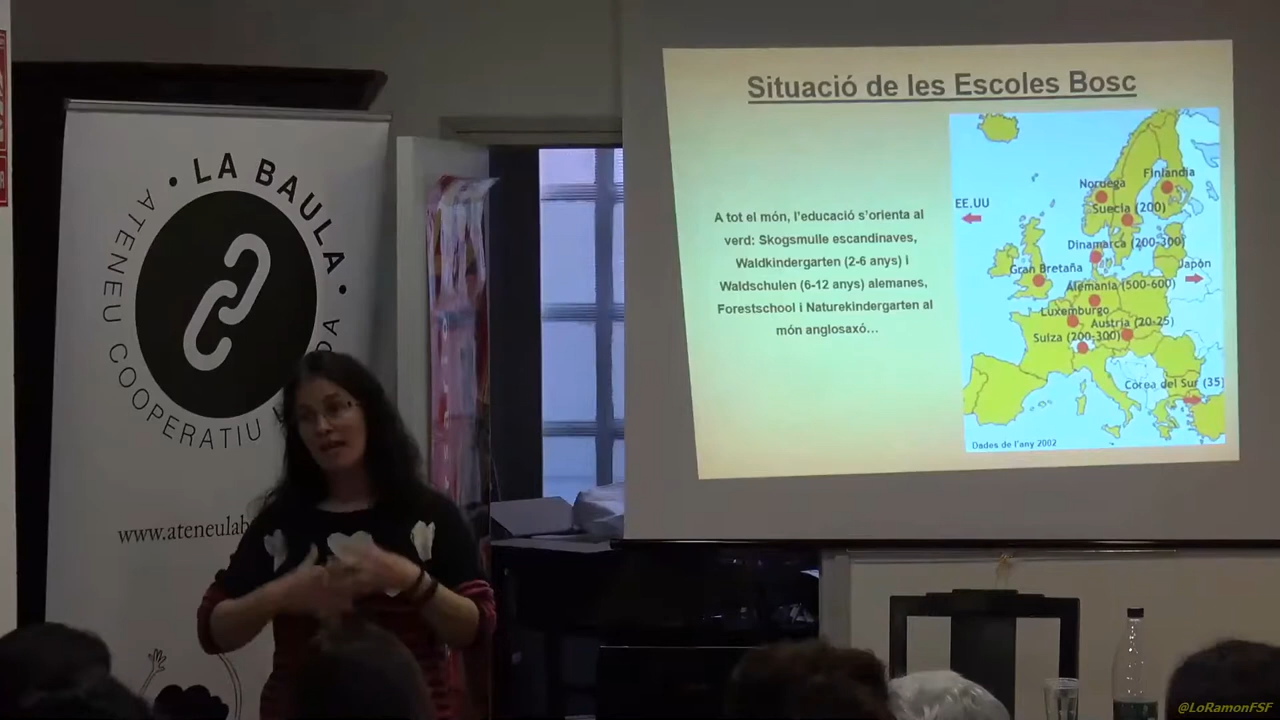 • LA BAULA •
ATENEU COOPERATIU
www.ateneulab
Situació de les Escoles Bosc
A tot el món, l'educació s'orienta al
verd: Skogsmulle escandinaves,
Waldkindergarten (2-6 anys) i
Waldschulen (6-12 anys) alemanes,
Forestschool i Naturekindergarten al
món anglosaxó...
Finlandia
Noruega
EE.UU
Suecia (200)
Dinamarca (200-300)
Japón
Gran Bretaña
Alemania (500-600)
Luxemburgo
Austria (20-25)
Suiza (200-300)
Corea del Sur (35)
Dades de l'any 2002
@LoRamonFSF